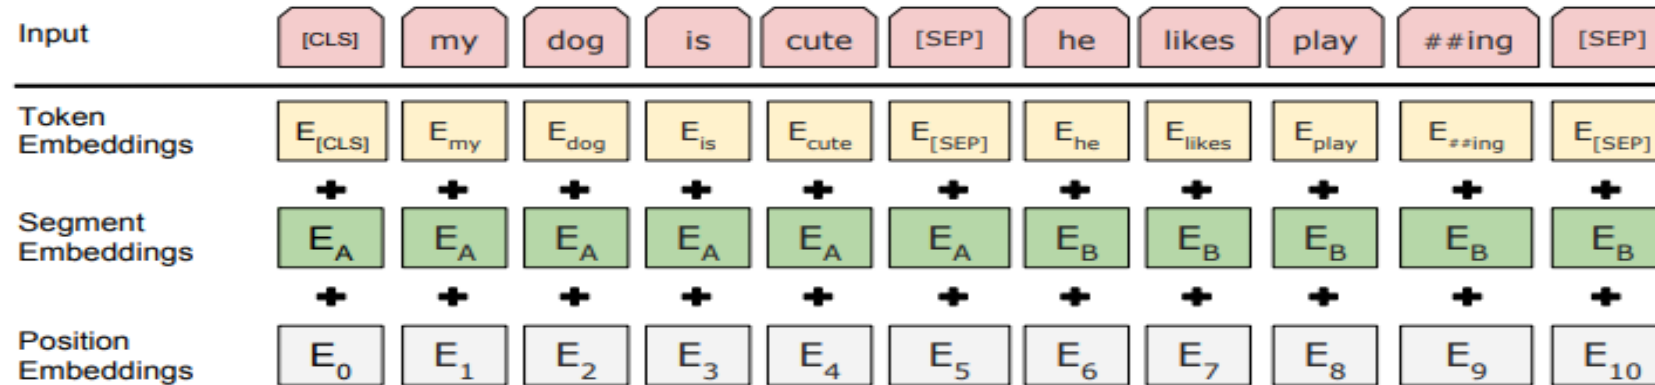 Input [CLS] my dog is cute [SEP] he likes play ##ing [SEP]
Token
Embeddings E[CLS] Emy Edog Eis Ecute E[SEP] Ehe Elikes Eplay E##ing E[SEP]
+ + + + + + + + + + +
Segment
Embeddings EA EA EA EA EA EA EB EB EB EB EB
+ + + + + + + + + + +
Position
Embeddings E0 E1 E2 E3 E4 E5 E6 E7 E8 E9 E10